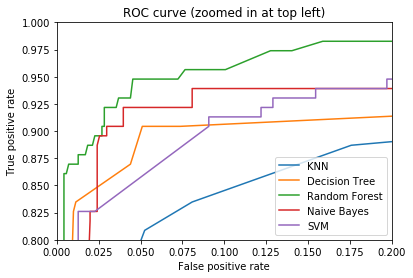 ROC curve (zoomed in at top left)
True positive rate
1.000
0.975
0.950
0.925
0.900
0.875
0.850
0.825
0.800
KNN
Decision Tree
Random Forest
Naive Bayes
SVM
0.000 0.025 0.050 0.075 0.100 0.125 0.150 0.175 0.200
False positive rate